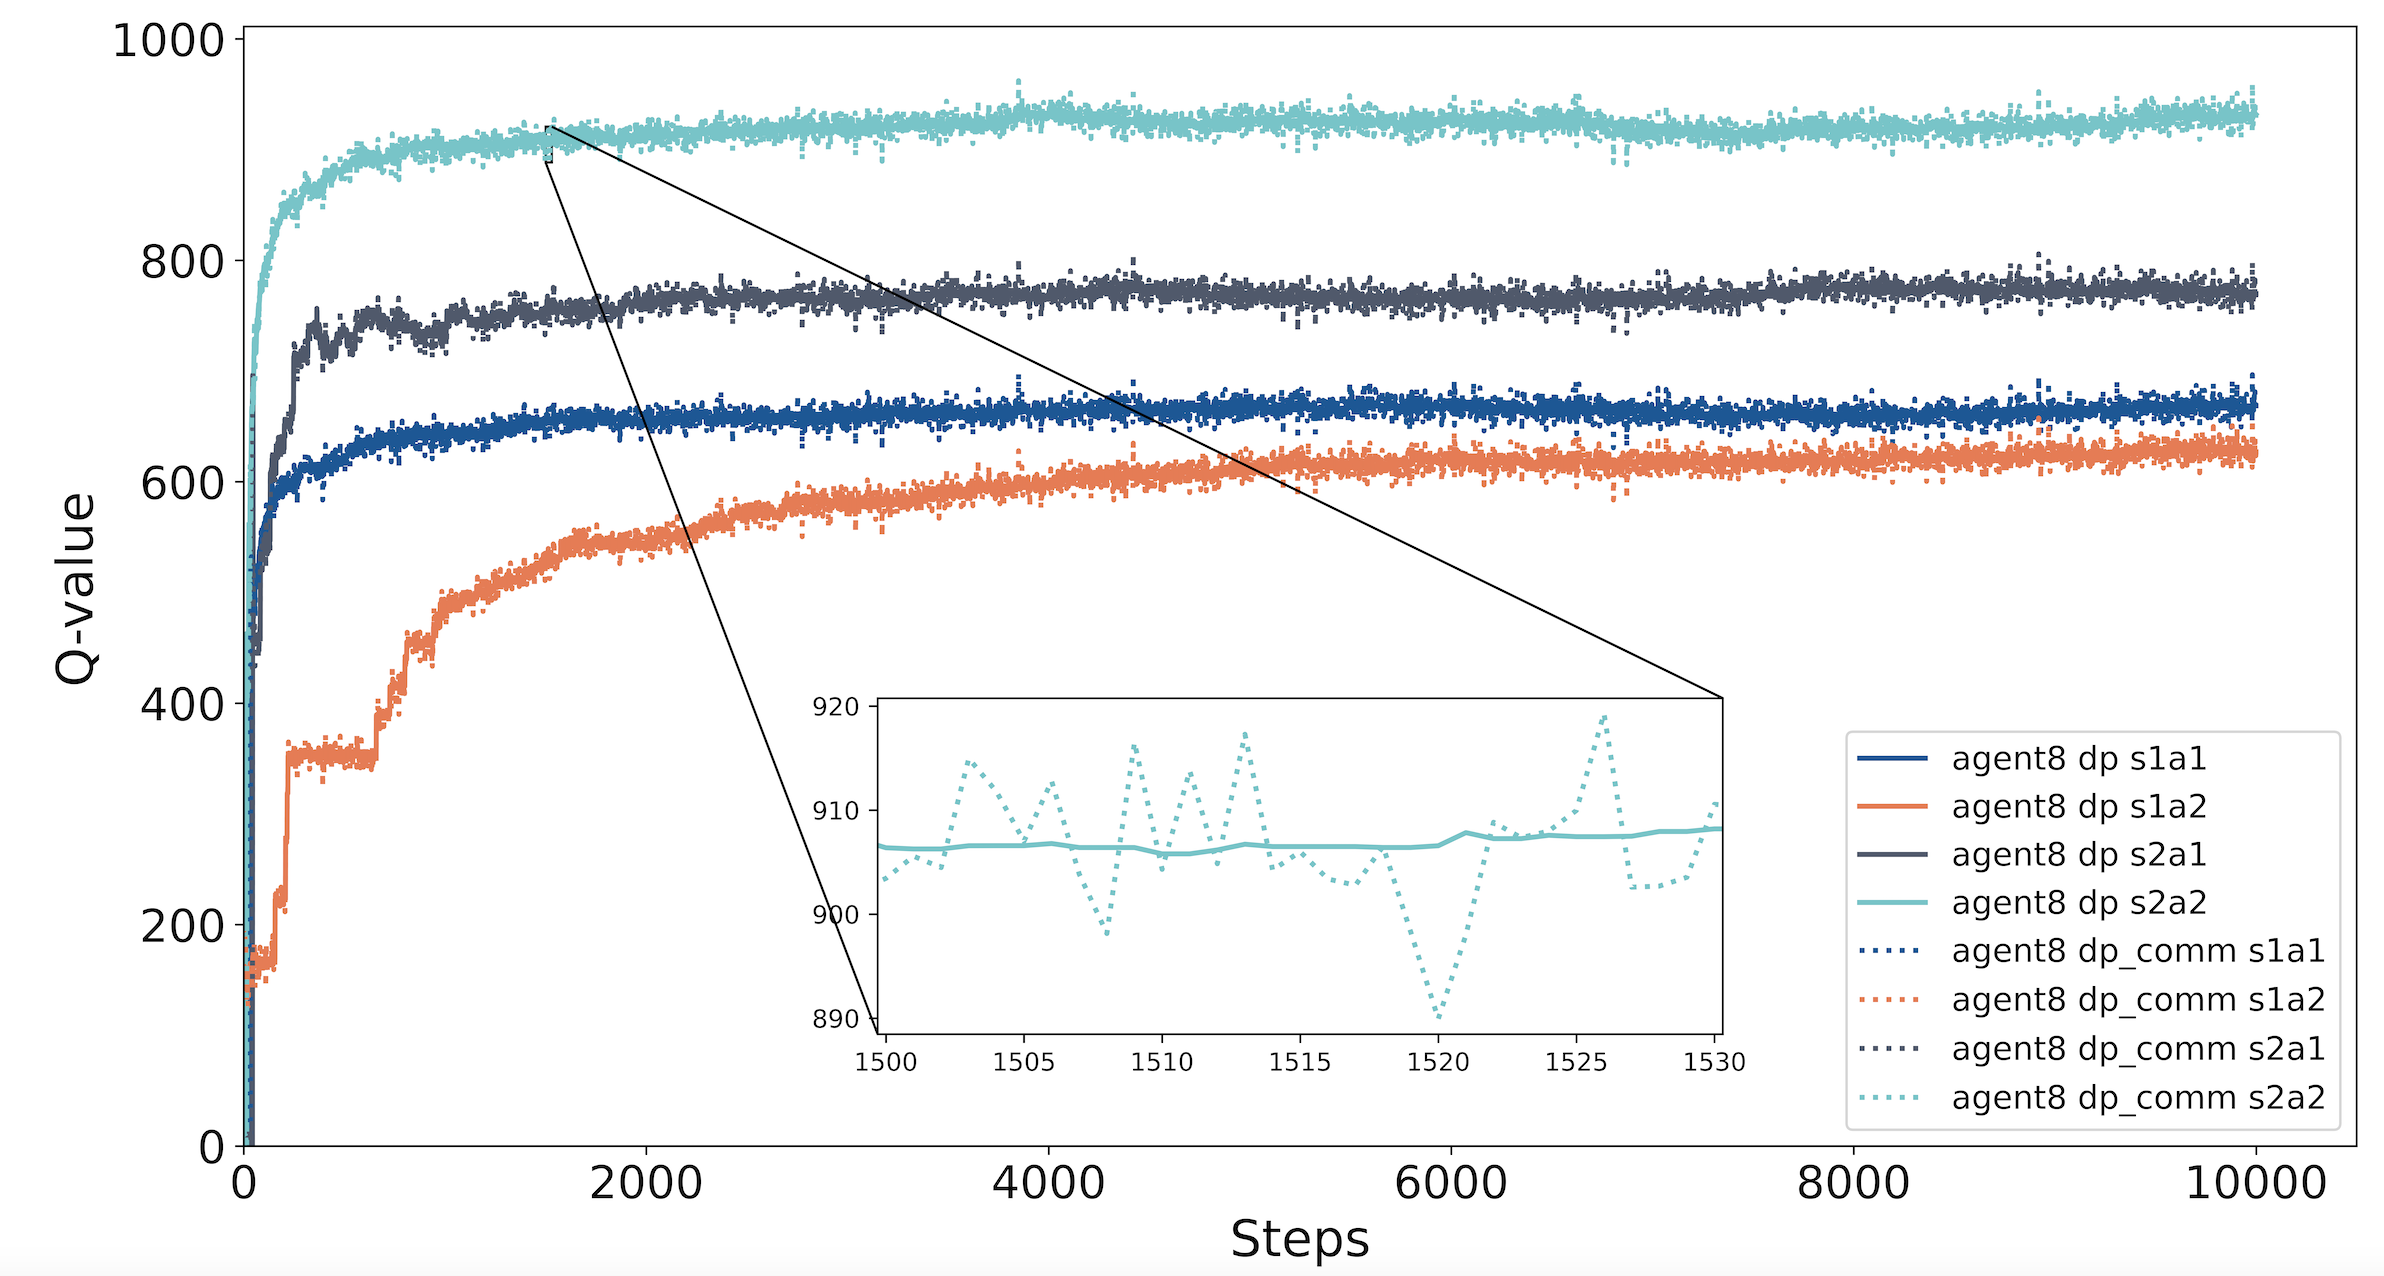 1000
800
600
400
200
0
Q-value
0 2000 4000 6000 8000 10000
Steps
920
910
900
890
1500 1505 1510 1515 1520 1525 1530
agent8 dp s1a1
agent8 dp s1a2
agent8 dp s2a1
agent8 dp s2a2
agent8 dp_comm s1a1
agent8 dp_comm s1a2
agent8 dp_comm s2a1
agent8 dp_comm s2a2